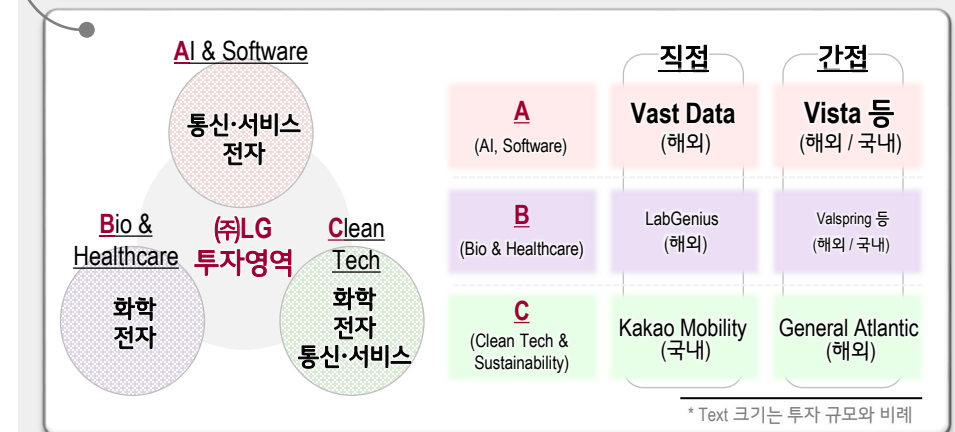 AI & Software
통신·서비스
전자
Bio &
Healthcare
화학
전자
㈜LG
투자영역
Clean
Tech
화학
전자
통신·서비스
직접
간접
A
(AI, Software)
Vast Data
(해외)
Vista 등
(해외 / 국내)
B
(Bio & Healthcare)
LabGenius
(해외)
Valspring 등
(해외 / 국내)
C
(Clean Tech &
Sustainability)
Kakao Mobility
(국내)
General Atlantic
(해외)
* Text 크기는 투자 규모와 비례